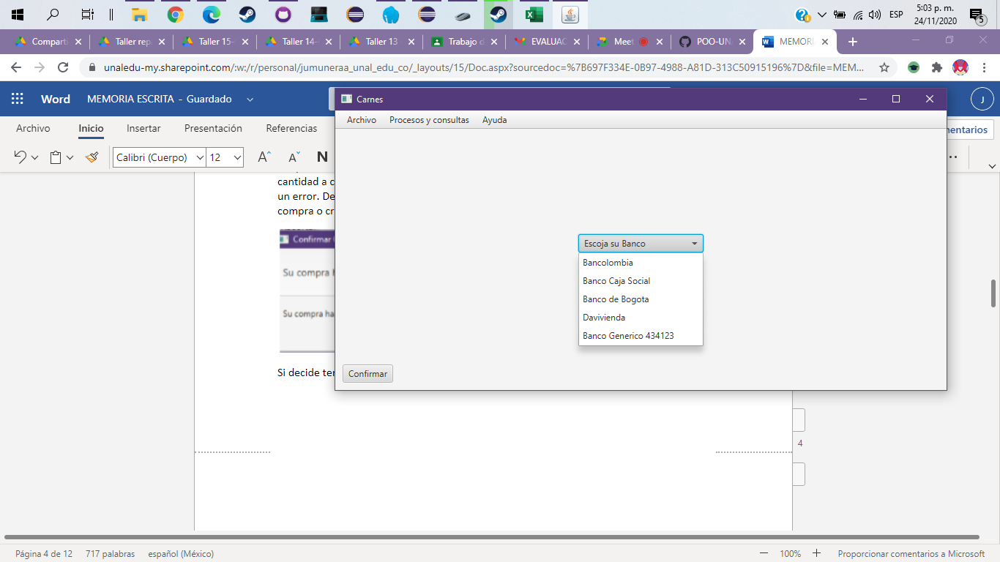 ESP
5:03 p. m.
24/11/2020
5
Comparti
Taller rep
Taller 15-
Taller 14-
Taller 13
Trabajo d
EVALUAC
Meet
POO-UN
MEMORI
unaledu-my.sharepoint.com/:w:/r/personal/jumuneraa_unal_edu_co/_layouts/15/Doc.aspx?sourcedoc=%7B697F334E-0B97-4988-A81D-313C50915196%7D&file=MEM...
Word
MEMORIA ESCRITA - Guardado
J
Archivo
Inicio
Insertar
Presentación
Referencias
nentarios
Calibri (Cuerpo)
12
A
A
N
Carnes
Archivo
Procesos y consultas
Ayuda
cantidad a c
un error. De
compra o cr
Confirmar
Su compra h
Su compra ha
Si decide ter
Escoja su Banco
Bancolombia
Banco Caja Social
Banco de Bogota
Davivienda
Banco Generico 434123
Confirmar
4
Página 4 de 12
717 palabras
español (México)
100%
Proporcionar comentarios a Microsoft